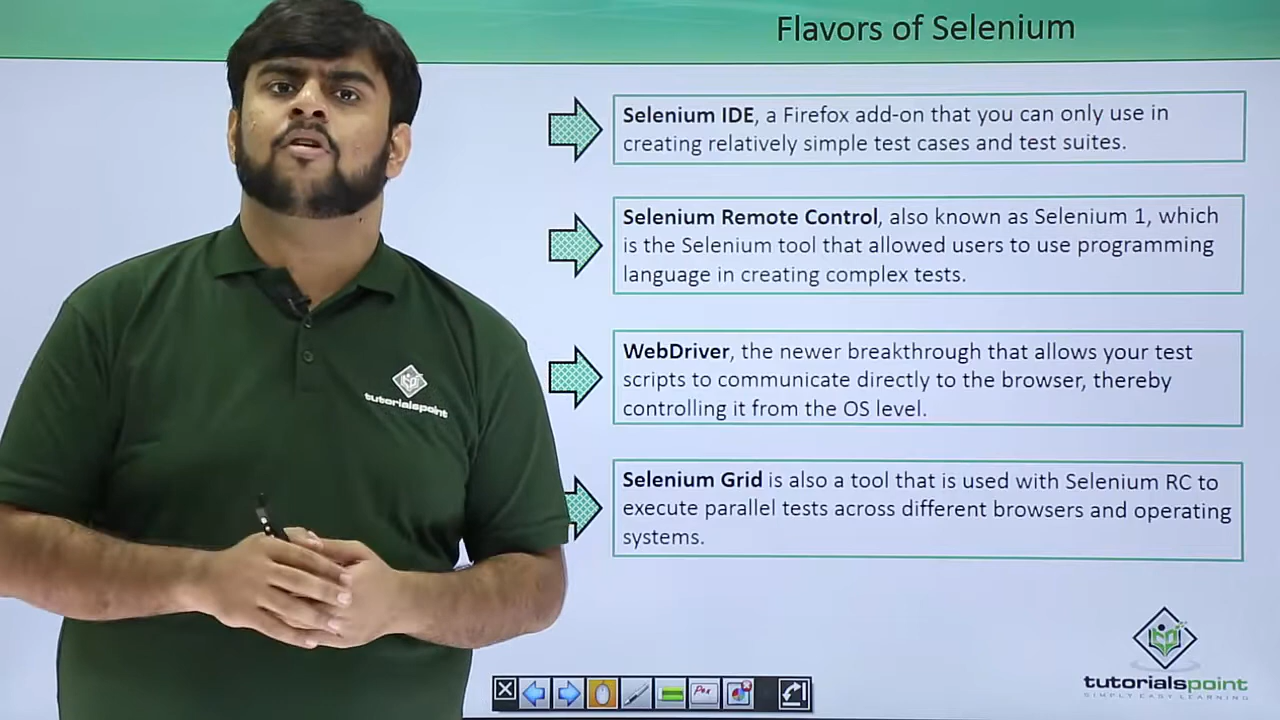 Flavors of Selenium
Selenium IDE, a Firefox add-on that you can only use in
creating relatively simple test cases and test suites.
Selenium Remote Control, also known as Selenium 1, which
is the Selenium tool that allowed users to use programming
language in creating complex tests.
WebDriver, the newer breakthrough that allows your test
scripts to communicate directly to the browser, thereby
controlling it from the OS level.
Selenium Grid is also a tool that is used with Selenium RC to
execute parallel tests across different browsers and operating
systems.
tutorialspoint
Pen
tutorialspoint
SIMPLY EASY LEARNING